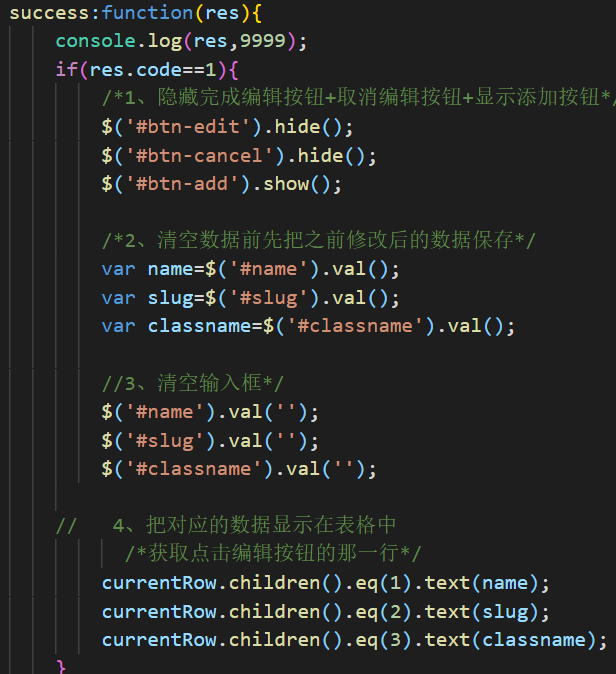 success:function(res){
console.log(res,9999);
if(res.code==1){
/*1、隐藏完成编辑按钮+取消编辑按钮+显示添加按钮*/
$('#btn-edit').hide();
$('#btn-cancel').hide();
$('#btn-add').show();
/*2、清空数据前先把之前修改后的数据保存*/
var name=$('#name').val();
var slug=$('#slug').val();
var classname=$('#classname').val();
//3、清空输入框*/
$('#name').val('');
$('#slug').val('');
$('#classname').val('');
// 4、把对应的数据显示在表格中
/*获取点击编辑按钮的那一行*/
currentRow.children().eq(1).text(name);
currentRow.children().eq(2).text(slug);
currentRow.children().eq(3).text(classname);
}